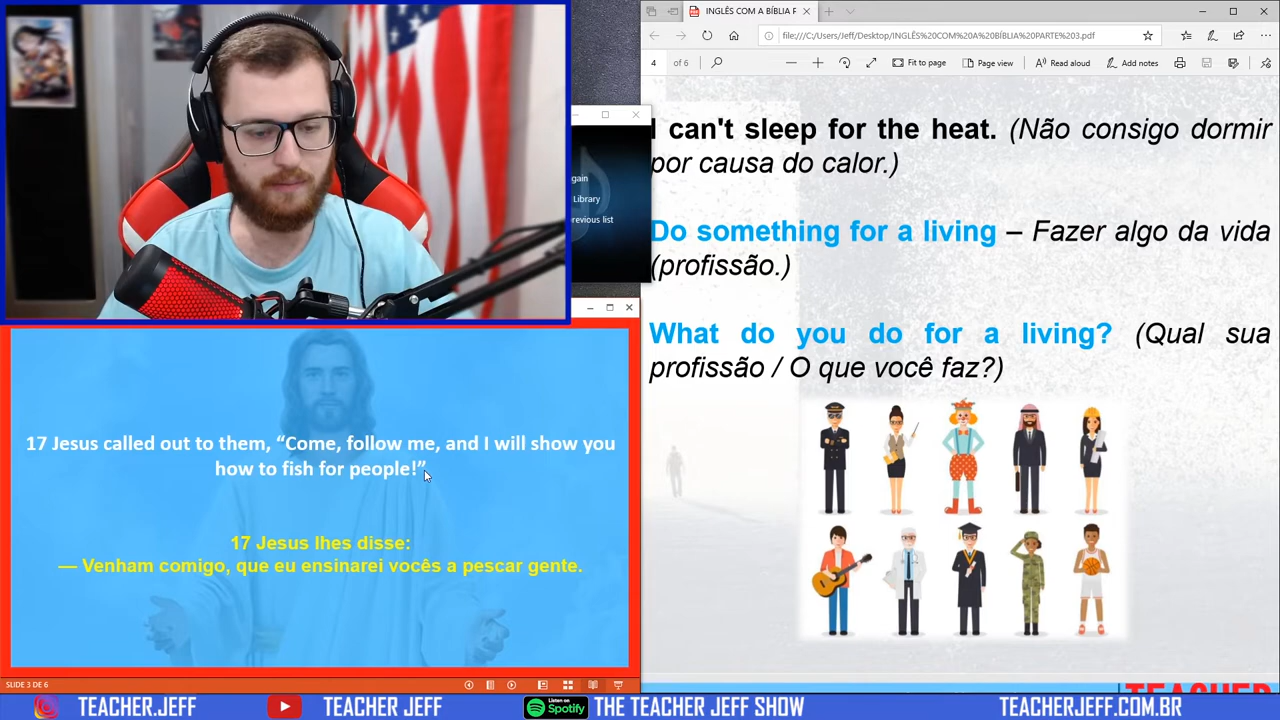 INGLÊS COM A BÍBLIA P
file:///C:/Users/Jeff/Desktop/INGLÊS%20COM%20A%20BÍBLIA%20PARTE%203.pdf
4 of 6
Fit to page
Page view
Read aloud
Add notes
gain
Library
revious list
I can't sleep for the heat. (Não consigo dormir
por causa do calor.)
Do something for a living – Fazer algo da vida
(profissão.)
What do you do for a living? (Qual sua
profissão / O que você faz?)
17 Jesus called out to them, “Come, follow me, and I will show you
how to fish for people!”
17 Jesus lhes disse:
— Venham comigo, que eu ensinarei vocês a pescar gente.
SLIDE 3 DE 6
TEACHER
TEACHER.JEFF
TEACHER JEFF
Listen on
Spotify
THE TEACHER JEFF SHOW
TEACHERJEFF.COM.BR